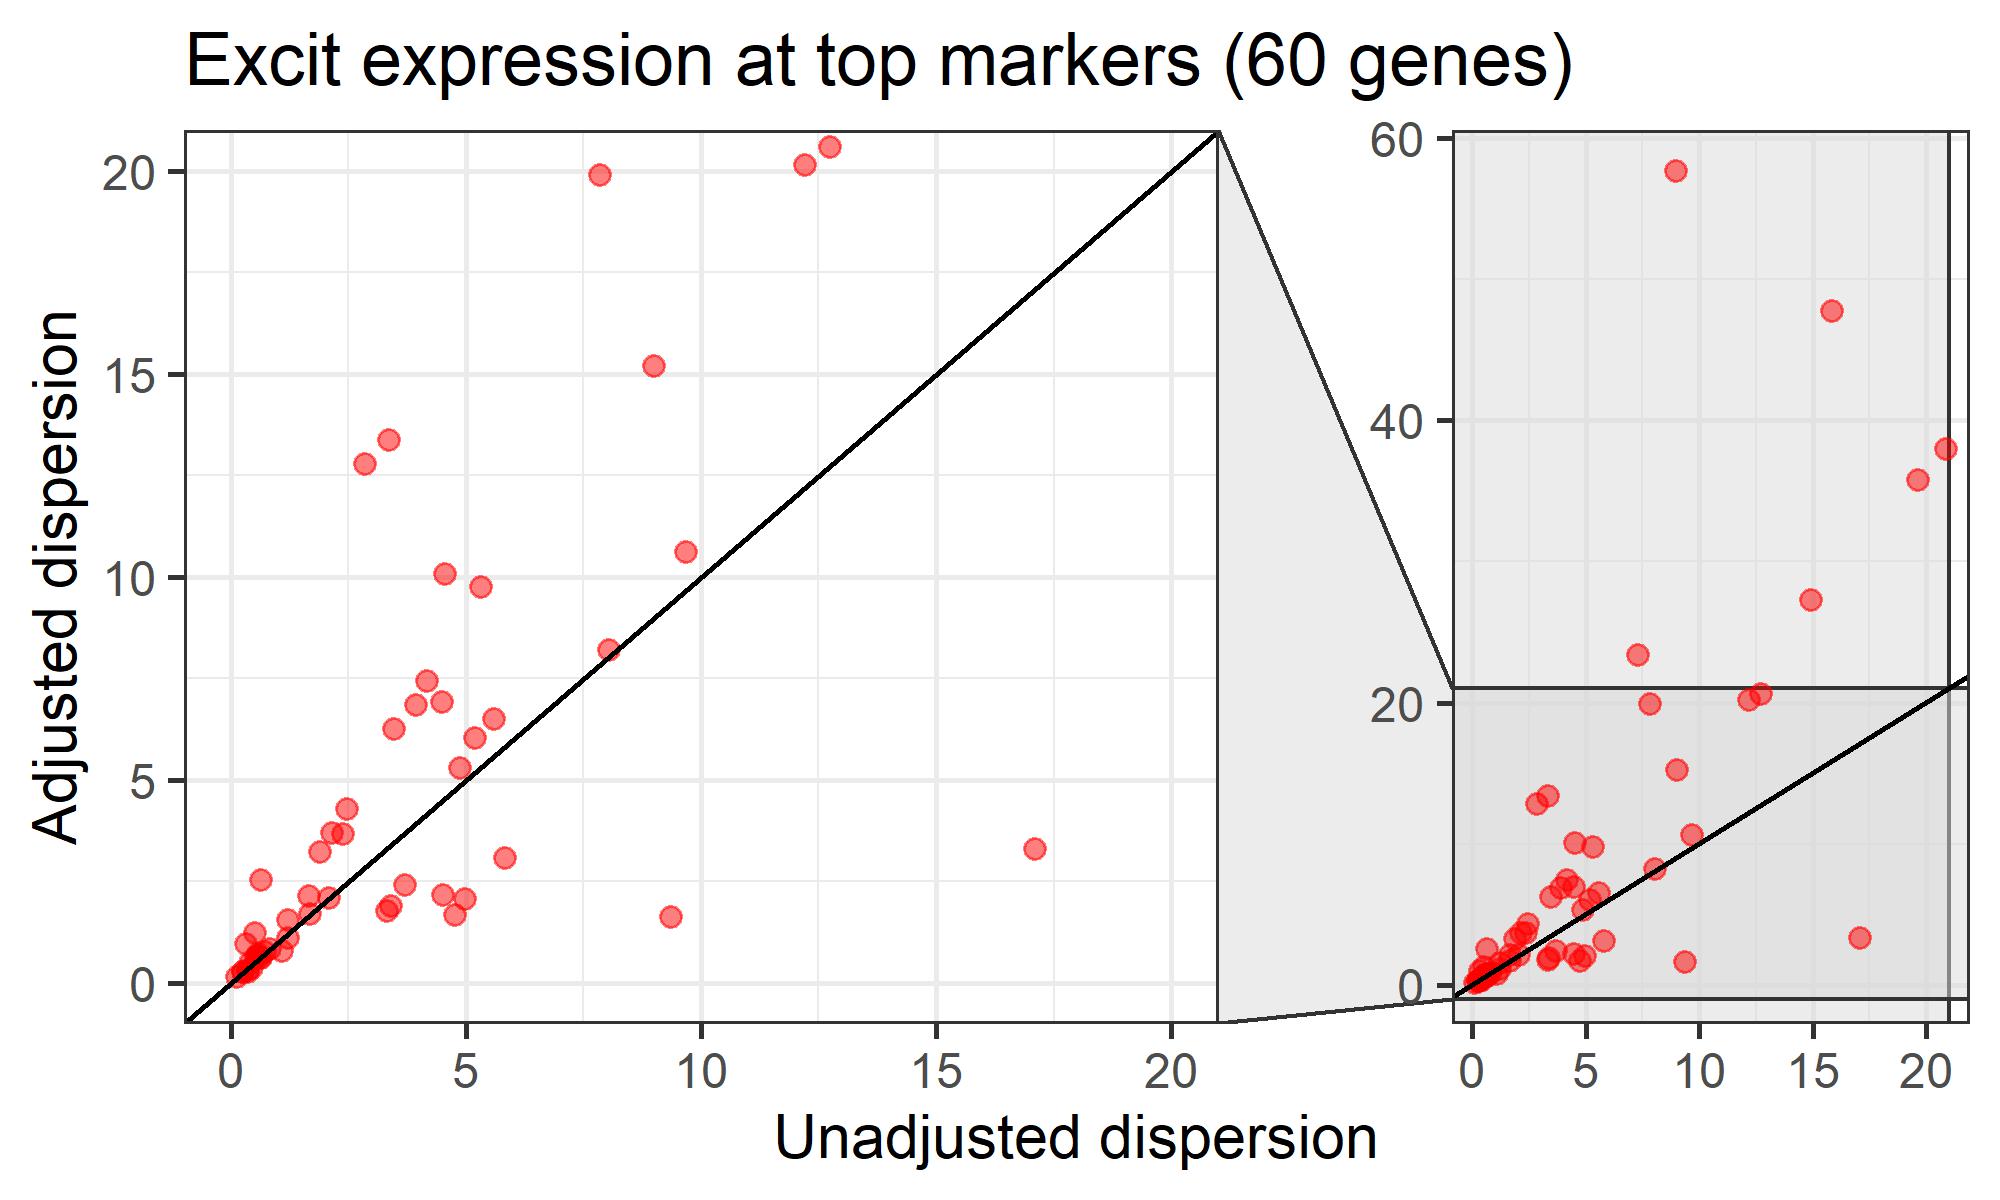 Excit expression at top markers (60 genes)
Adjusted dispersion
20
15
10
5
0
0 5 10 15 20
60
40
20
0
0 5 10 15 20
Unadjusted dispersion